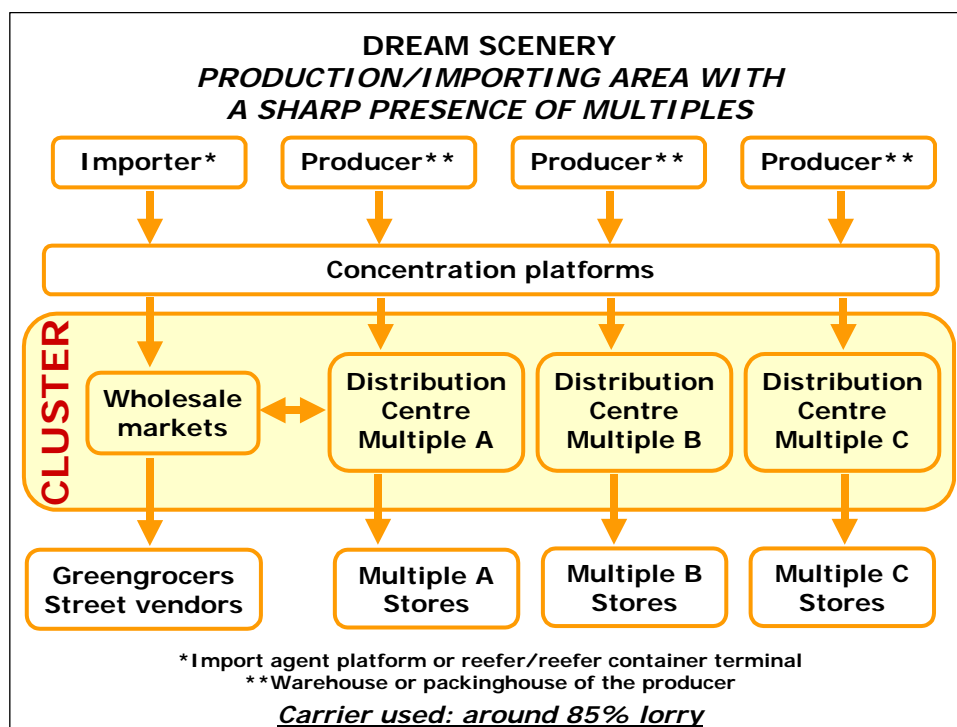 DREAM SCENERY
PRODUCTION/IMPORTING AREA WITH
A SHARP PRESENCE OF MULTIPLES
Importer*
Producer**
Producer**
Producer**
Concentration platforms
CLUSTER
Wholesale
markets
Distribution
Centre
Multiple A
Distribution
Centre
Multiple B
Distribution
Centre
Multiple C
Greengrocers
Street vendors
Multiple A
Stores
Multiple B
Stores
Multiple C
Stores
*Import agent platform or reefer/reefer container terminal
**Warehouse or packinghouse of the producer
Carrier used: around 85% lorry